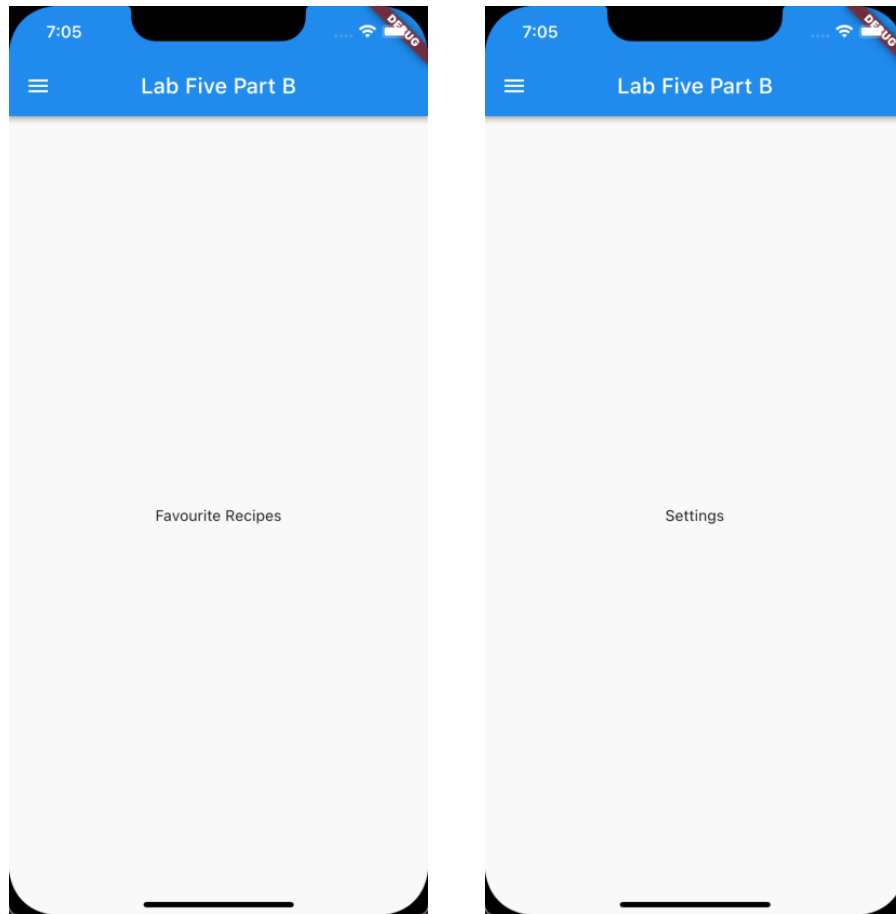 7:05
DEBUG
Lab Five Part B
Favourite Recipes
7:05
DEBUG
Lab Five Part B
Settings